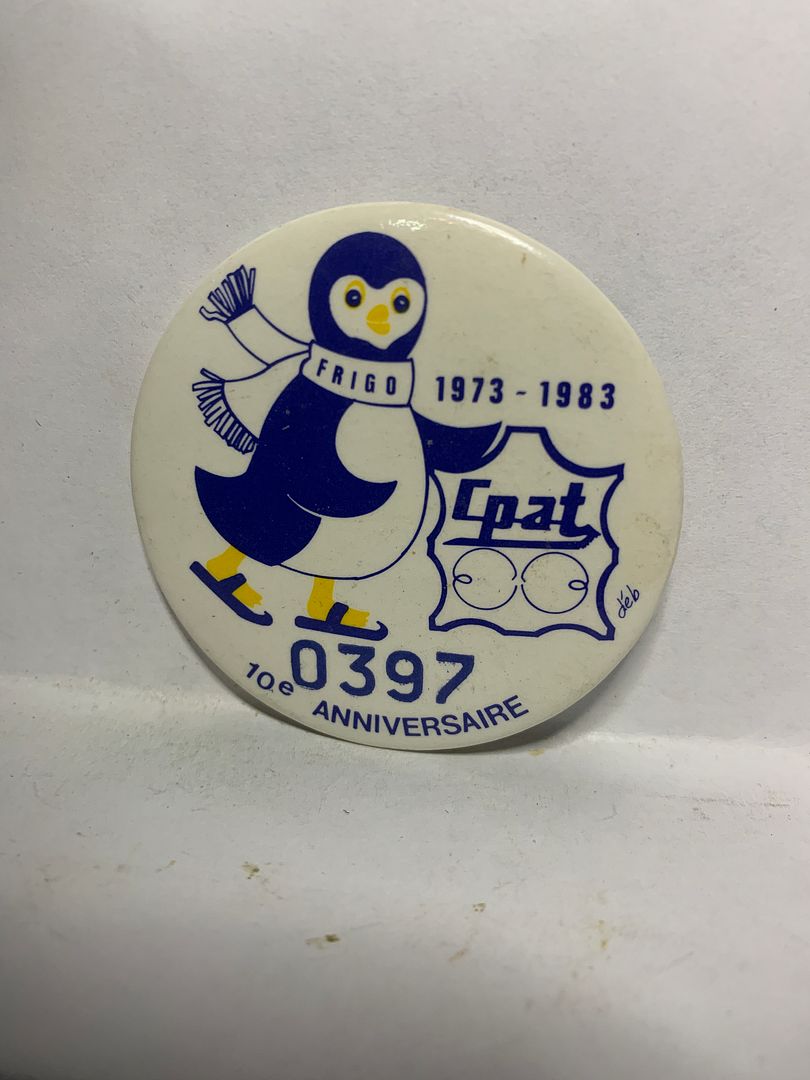 FRIGO
1973 - 1983
Cpat
déb
0397
10e ANNIVERSAIRE